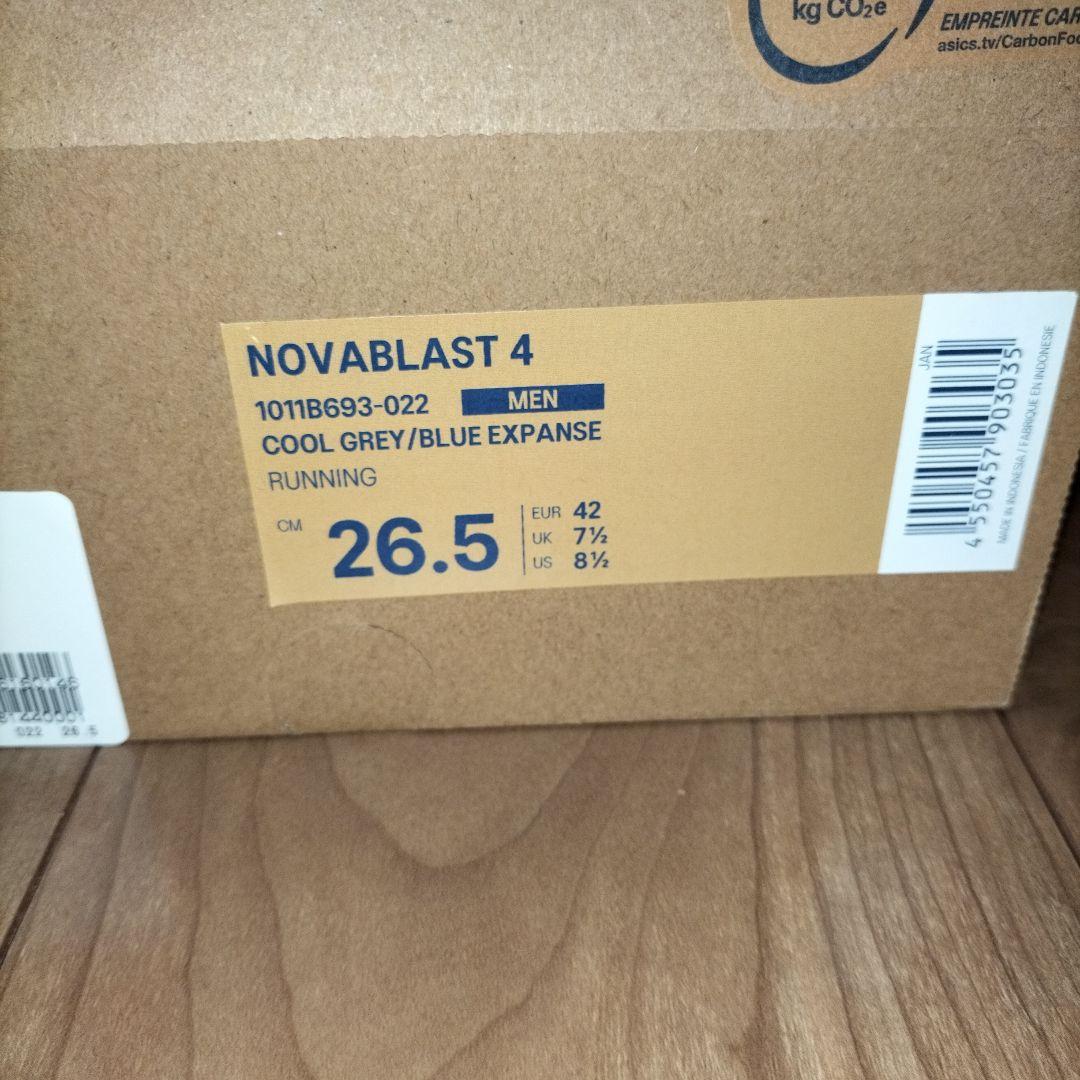 kg CO₂e
EMPREINTE
asics.tv/
NOVABLAST 4
1011B693-022
MEN
COOL GREY/BLUE EXPANSE
RUNNING
CM 26.5
EUR 42
UK 7½
US 8½
JAN
4 550457 903035
MADE IN INDONESIA / FABRIQUE EN INDONESIE
022 26.5